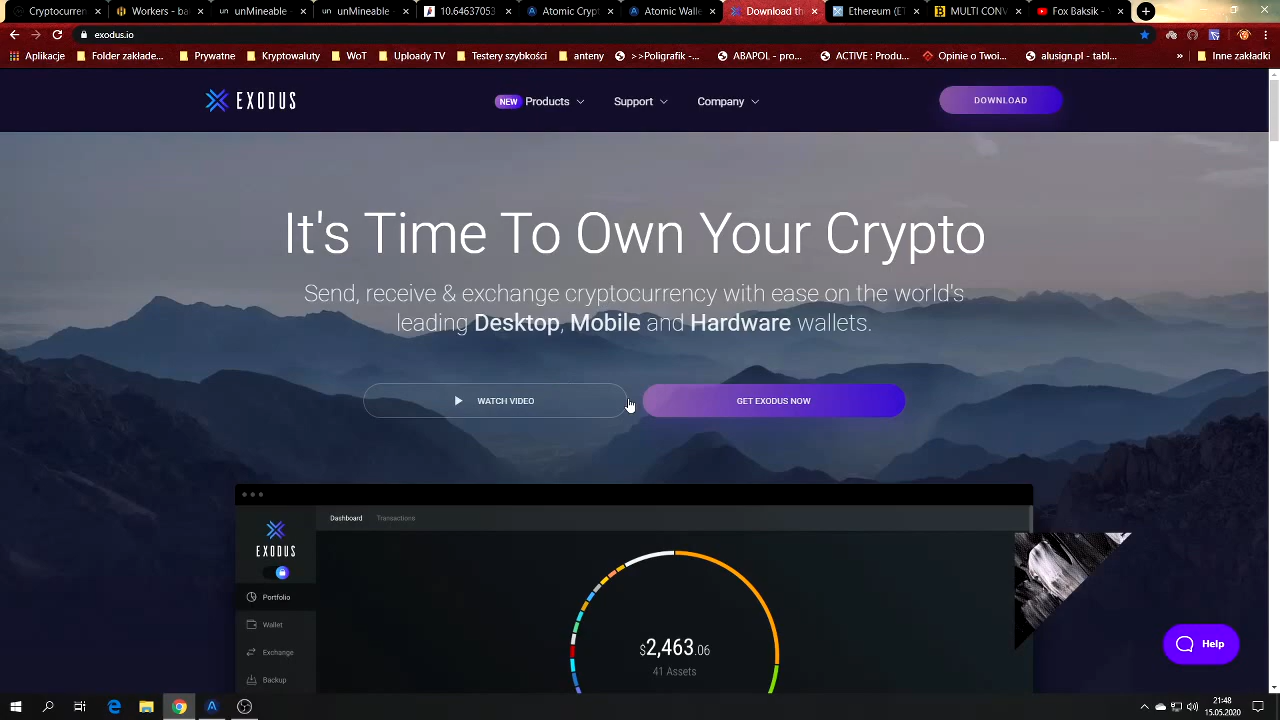 Cryptocurren
Workers - ba
unMineable
unMineable
10.64637053
Atomic Crypt
Atomic Walle
Download th
Ethereum (ET
MULTI CONV
Fox Baksik -
exodus.io
Aplikacje
Folder zakłade...
Prywatne
Kryptowaluty
WoT
Uploady TV
Testery szybkości
anteny
>>Poligrafik -...
ABAPOL - pro...
ACTIVE : Produ...
Opinie o Twoi...
alusign.pl - tabl...
»
Inne zakładki
EXODUS
NEW Products
Support
Company
DOWNLOAD
It's Time To Own Your Crypto
Send, receive & exchange cryptocurrency with ease on the world's
leading Desktop, Mobile and Hardware wallets.
WATCH VIDEO
GET EXODUS NOW
Dashboard
Transactions
EXODUS
Portfolio
Wallet
Exchange
Backup
$2,463.06
41 Assets
Help
21:48
15.05.2020